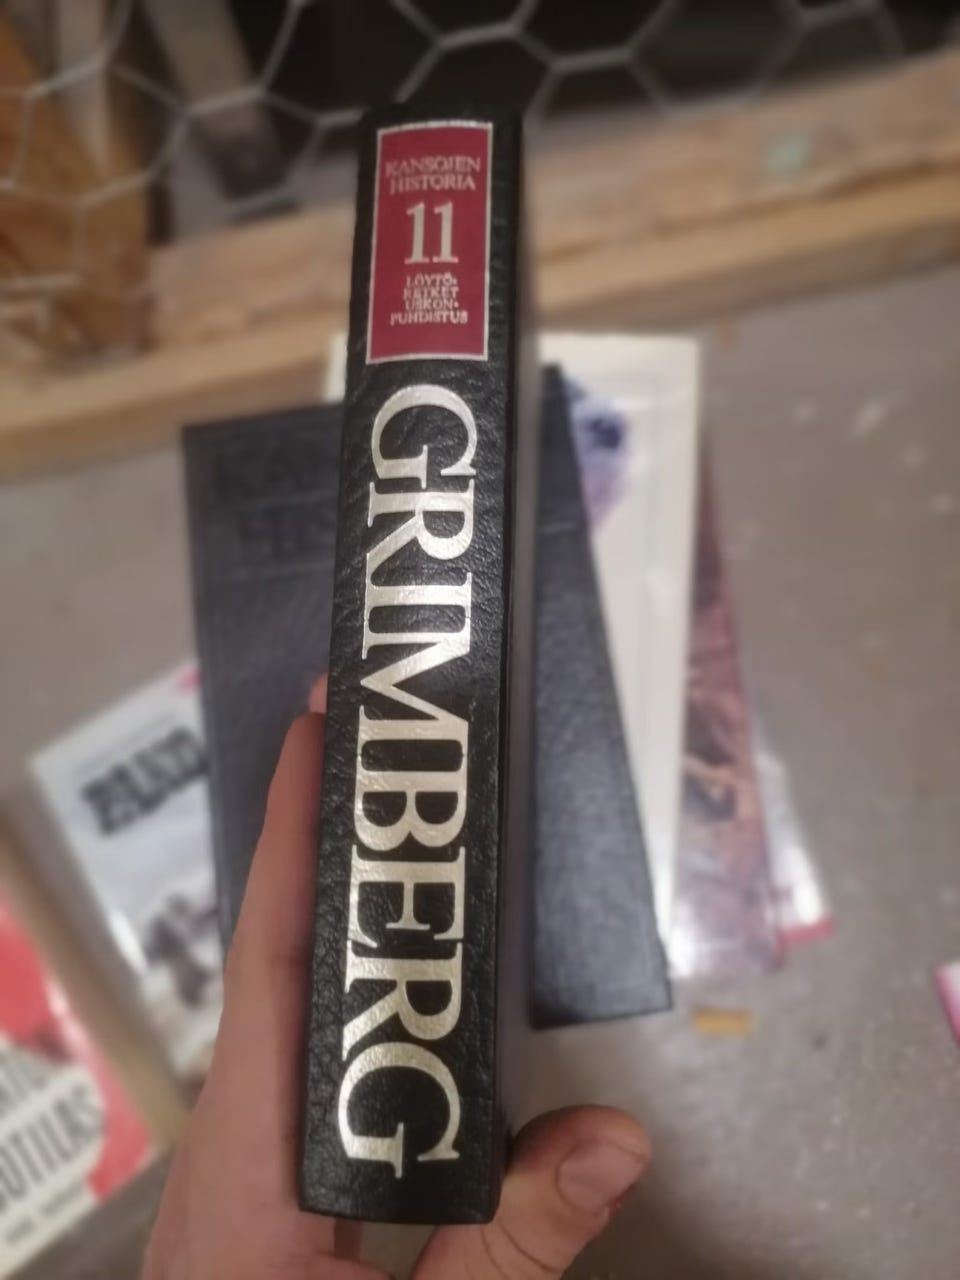 KANSOJEN
HISTORIA
11
LÖYTÖ-
RETKET
USKON-
PUHDISTUS
GRIMBERG